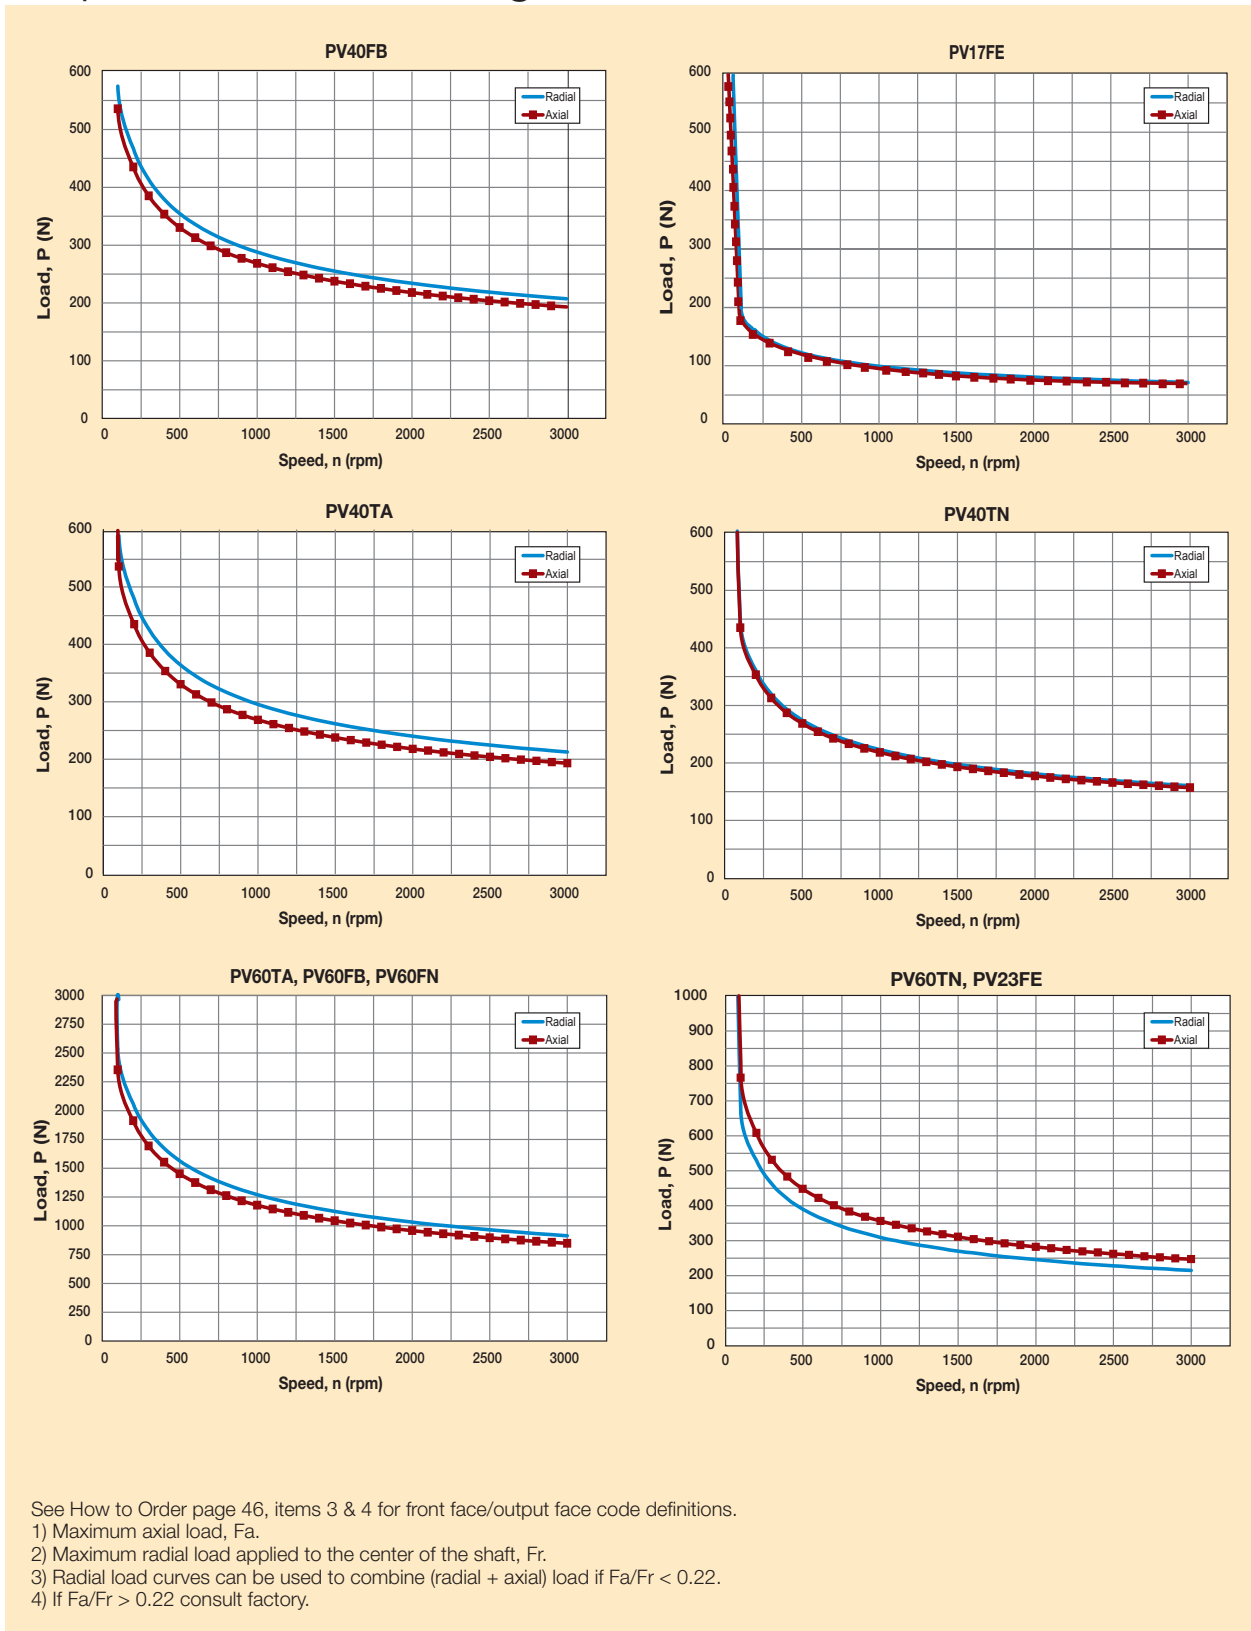 PV40FB
600
500
400
300
200
100
0
Load, P (N)
Radial
Axial
0 500 1000 1500 2000 2500 3000
Speed, n (rpm)
PV17FE
600
500
400
300
200
100
0
Load, P (N)
Radial
Axial
0 500 1000 1500 2000 2500 3000
Speed, n (rpm)
PV40TA
600
500
400
300
200
100
0
Load, P (N)
Radial
Axial
0 500 1000 1500 2000 2500 3000
Speed, n (rpm)
PV40TN
600
500
400
300
200
100
0
Load, P (N)
Radial
Axial
0 500 1000 1500 2000 2500 3000
Speed, n (rpm)
PV60TA, PV60FB, PV60FN
3000
2750
2500
2250
2000
1750
1500
1250
1000
750
500
250
0
Load, P (N)
Radial
Axial
0 500 1000 1500 2000 2500 3000
Speed, n (rpm)
PV60TN, PV23FE
1000
900
800
700
600
500
400
300
200
100
0
Load, P (N)
Radial
Axial
0 500 1000 1500 2000 2500 3000
Speed, n (rpm)
See How to Order page 46, items 3 & 4 for front face/output face code definitions.
1) Maximum axial load, Fa.
2) Maximum radial load applied to the center of the shaft, Fr.
3) Radial load curves can be used to combine (radial + axial) load if Fa/Fr < 0.22.
4) If Fa/Fr > 0.22 consult factory.